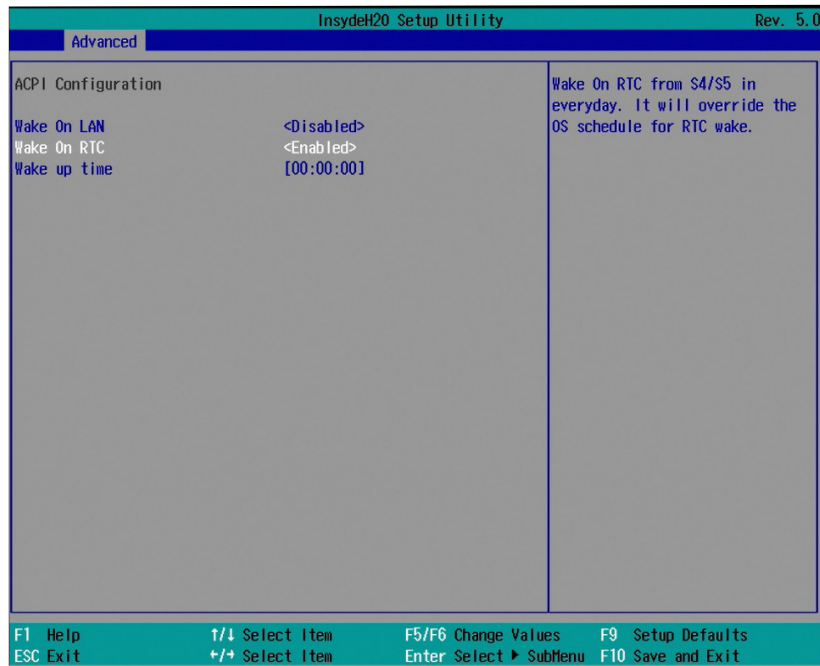 InsydeH2O Setup Utility Rev. 5.0
Advanced
ACPI Configuration
Wake On LAN <Disabled>
Wake On RTC <Enabled>
Wake up time [00:00:00]
Wake On RTC from S4/S5 in
everyday. It will override the
OS schedule for RTC wake.
F1 Help ↑/↓ Select Item F5/F6 Change Values F9 Setup Defaults
ESC Exit ←/→ Select Item Enter Select ▶ SubMenu F10 Save and Exit